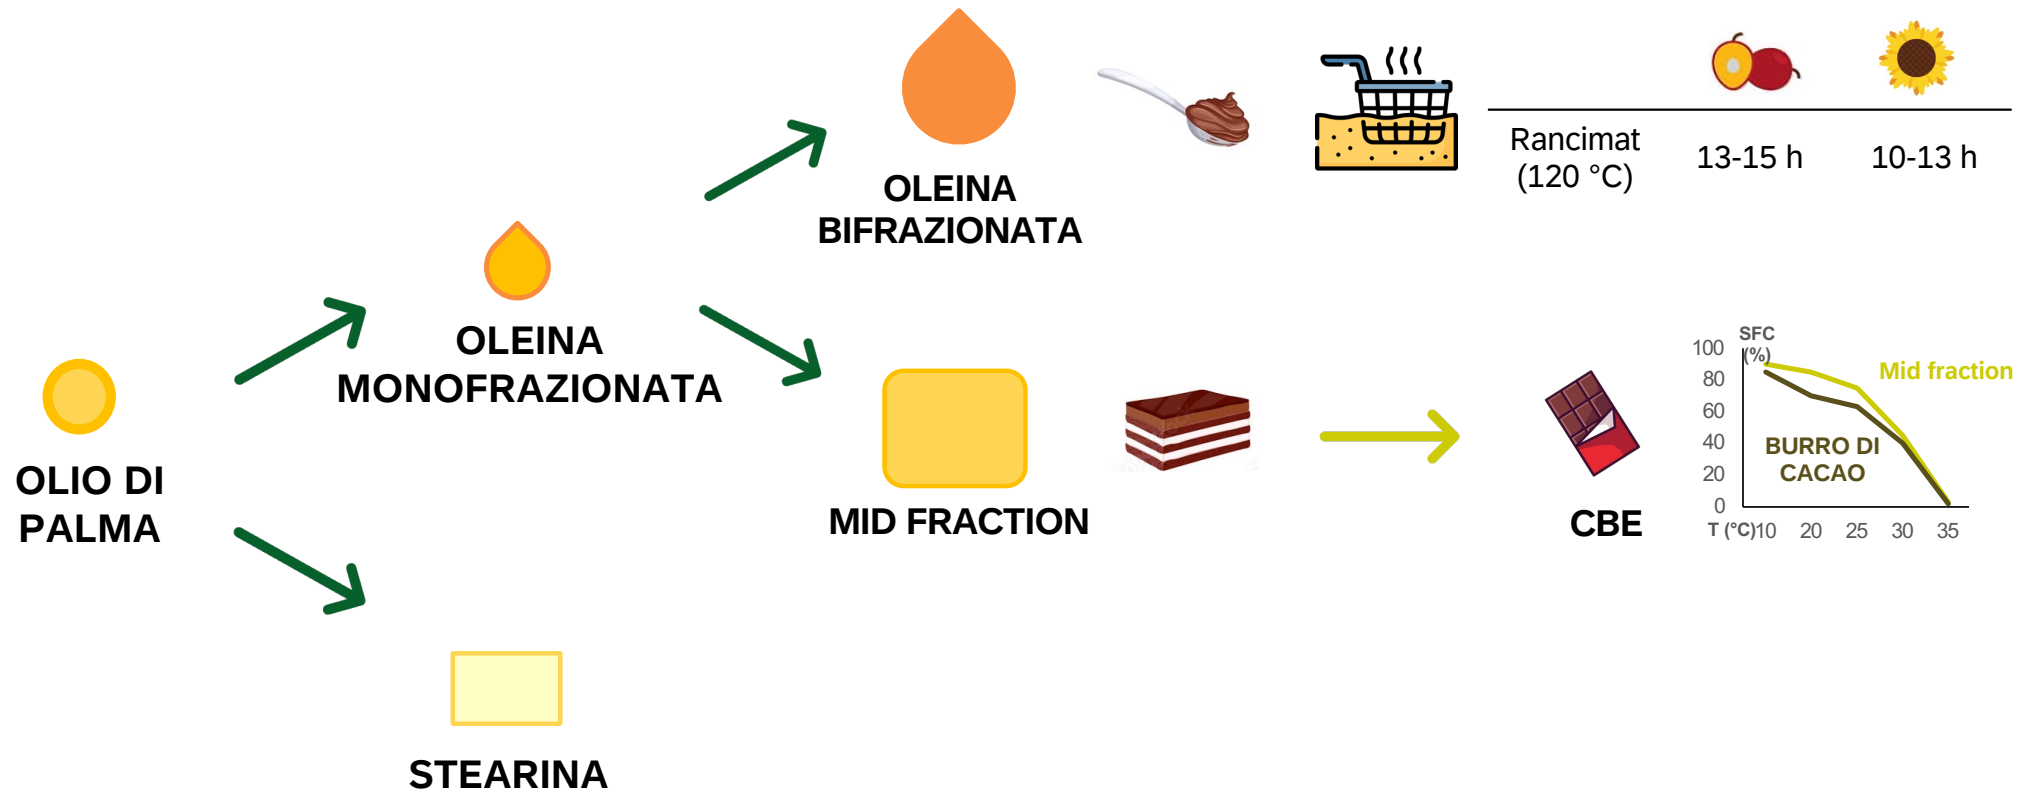 OLIO DI
PALMA
OLEINA
MONOFRAZIONATA
STEARINA
OLEINA
BIFRAZIONATA
MID FRACTION
Rancimat
(120 °C)
13-15 h
10-13 h
CBE
SFC
(%)
100
80
60
40
20
0
Mid fraction
BURRO DI
CACAO
T (°C)
10 20 25 30 35